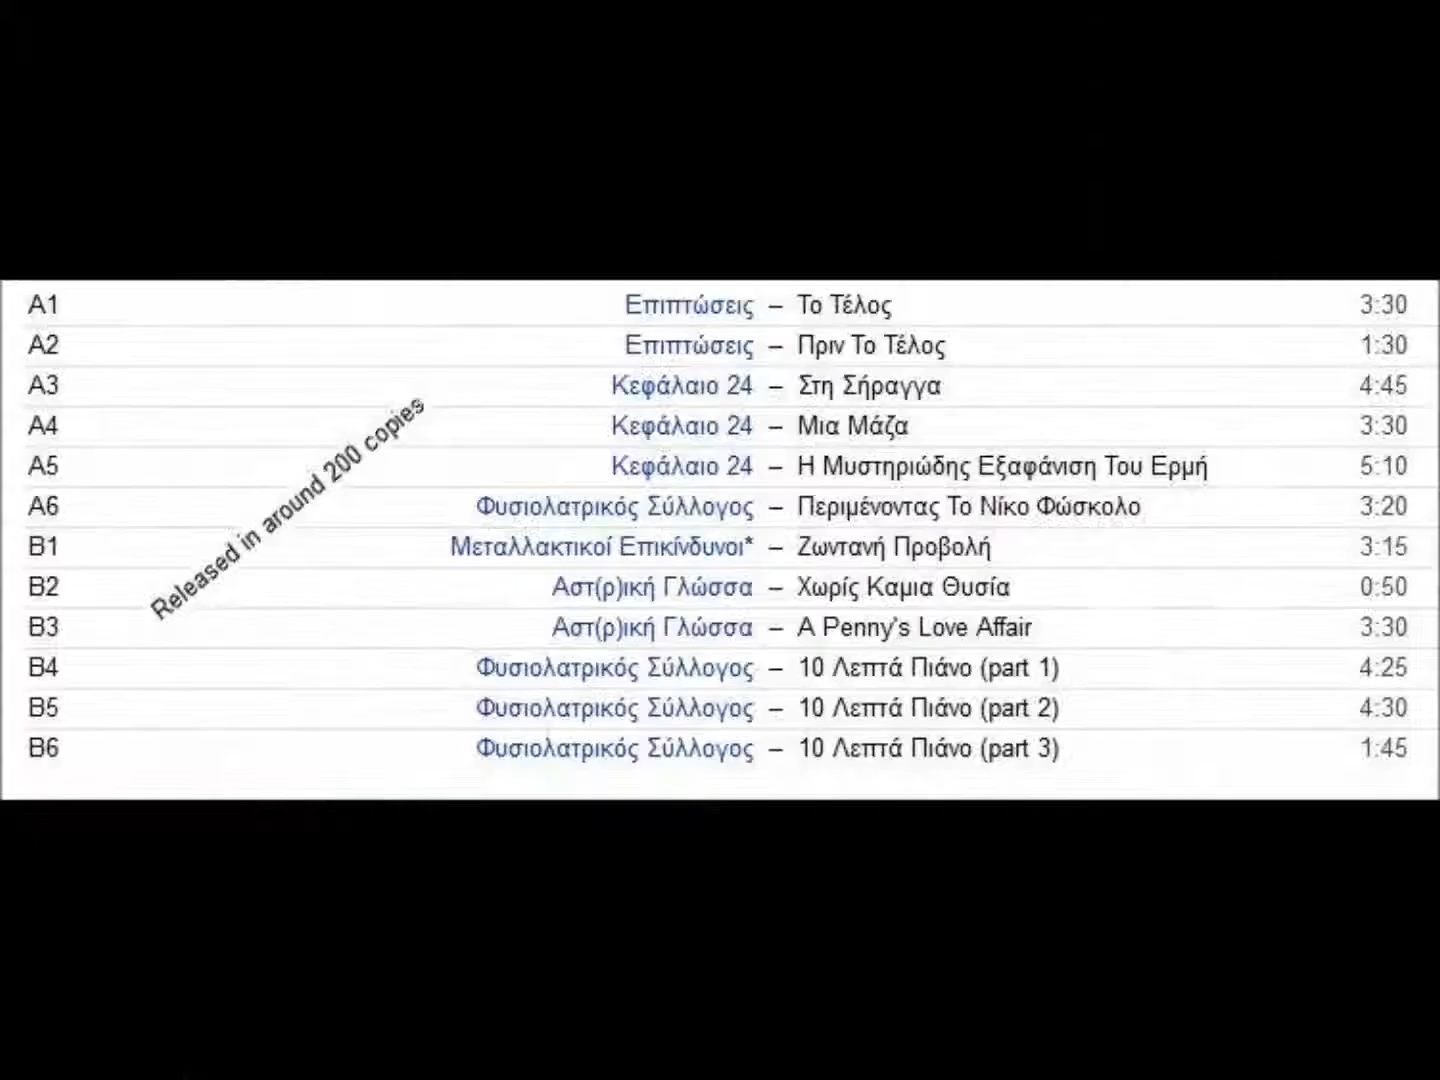 A1 Επιπτώσεις – Το Τέλος 3:30
A2 Επιπτώσεις – Πριν Το Τέλος 1:30
A3 Κεφάλαιο 24 – Στη Σήραγγα 4:45
A4 Κεφάλαιο 24 – Μια Μάζα 3:30
A5 Κεφάλαιο 24 – Η Μυστηριώδης Εξαφάνιση Του Ερμή 5:10
A6 Φυσιολατρικός Σύλλογος – Περιμένοντας Το Νίκο Φώσκολο 3:20
B1 Μεταλλακτικοί Επικίνδυνοι* – Ζωντανή Προβολή 3:15
B2 Αστ(ρ)ική Γλώσσα – Χωρίς Καμια Θυσία 0:50
B3 Αστ(ρ)ική Γλώσσα – A Penny's Love Affair 3:30
B4 Φυσιολατρικός Σύλλογος – 10 Λεπτά Πιάνο (part 1) 4:25
B5 Φυσιολατρικός Σύλλογος – 10 Λεπτά Πιάνο (part 2) 4:30
B6 Φυσιολατρικός Σύλλογος – 10 Λεπτά Πιάνο (part 3) 1:45
Released in around 200 copies